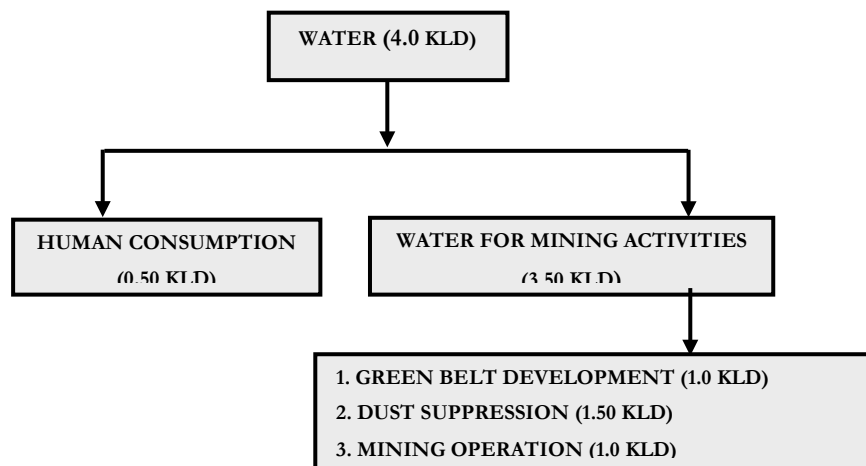 WATER (4.0 KLD)
HUMAN CONSUMPTION
(0.50 KLD)
WATER FOR MINING ACTIVITIES
(3.50 KLD)
1. GREEN BELT DEVELOPMENT (1.0 KLD)
2. DUST SUPPRESSION (1.50 KLD)
3. MINING OPERATION (1.0 KLD)